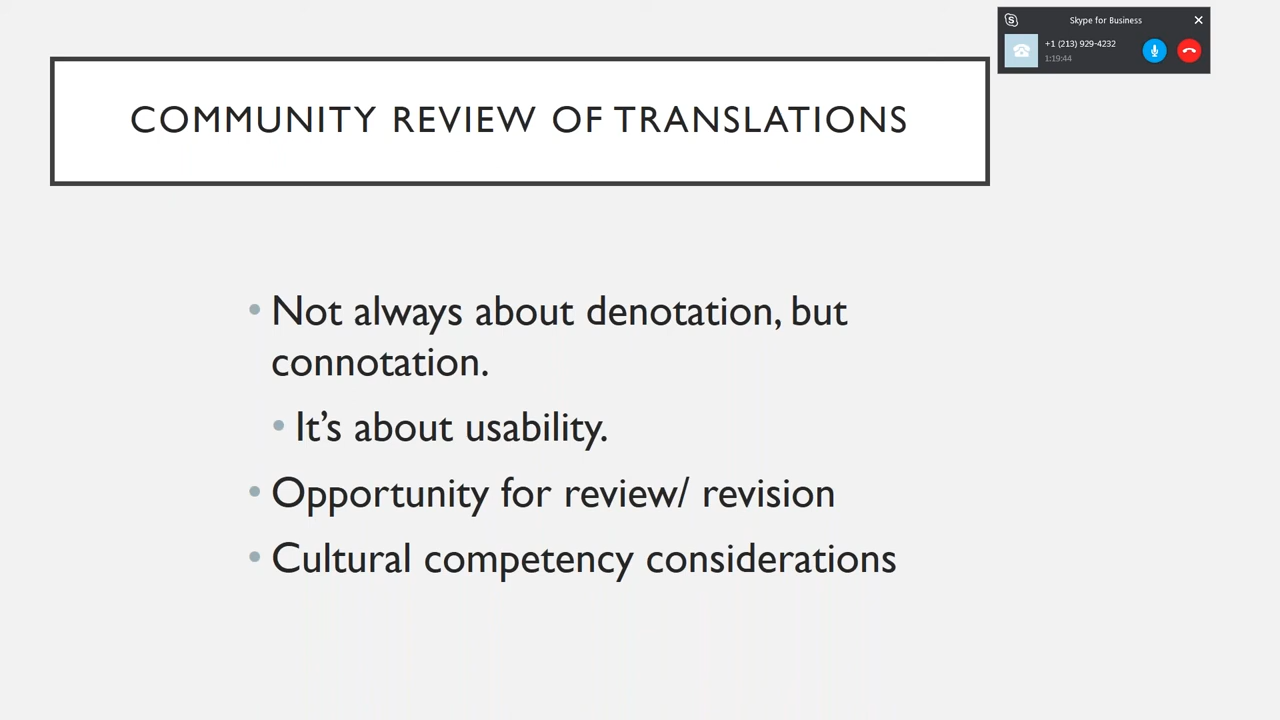 Skype for Business
+1 (213) 929-4232
1:19:44
COMMUNITY REVIEW OF TRANSLATIONS
• Not always about denotation, but
connotation.
• It’s about usability.
• Opportunity for review/ revision
• Cultural competency considerations